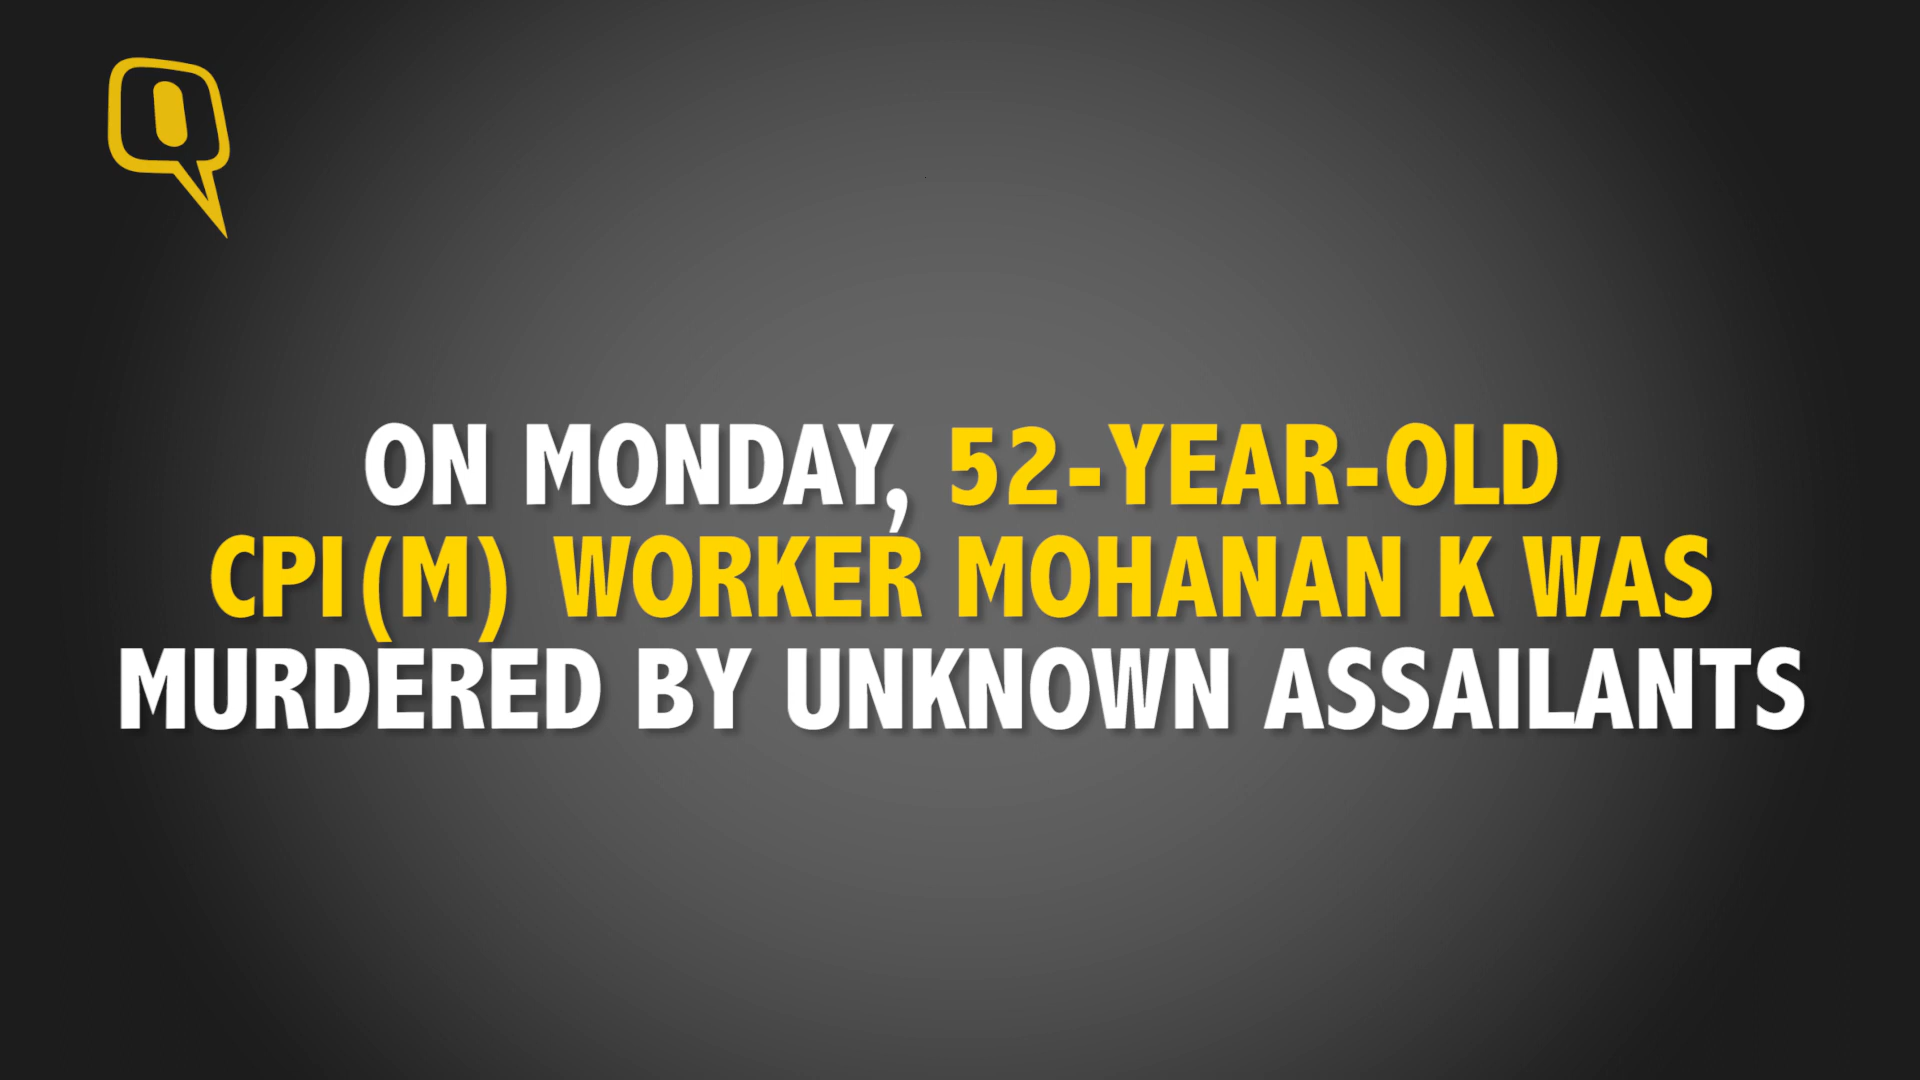 ON MONDAY, 52-YEAR-OLD
CPI(M) WORKER MOHANAN K WAS
MURDERED BY UNKNOWN ASSAILANTS